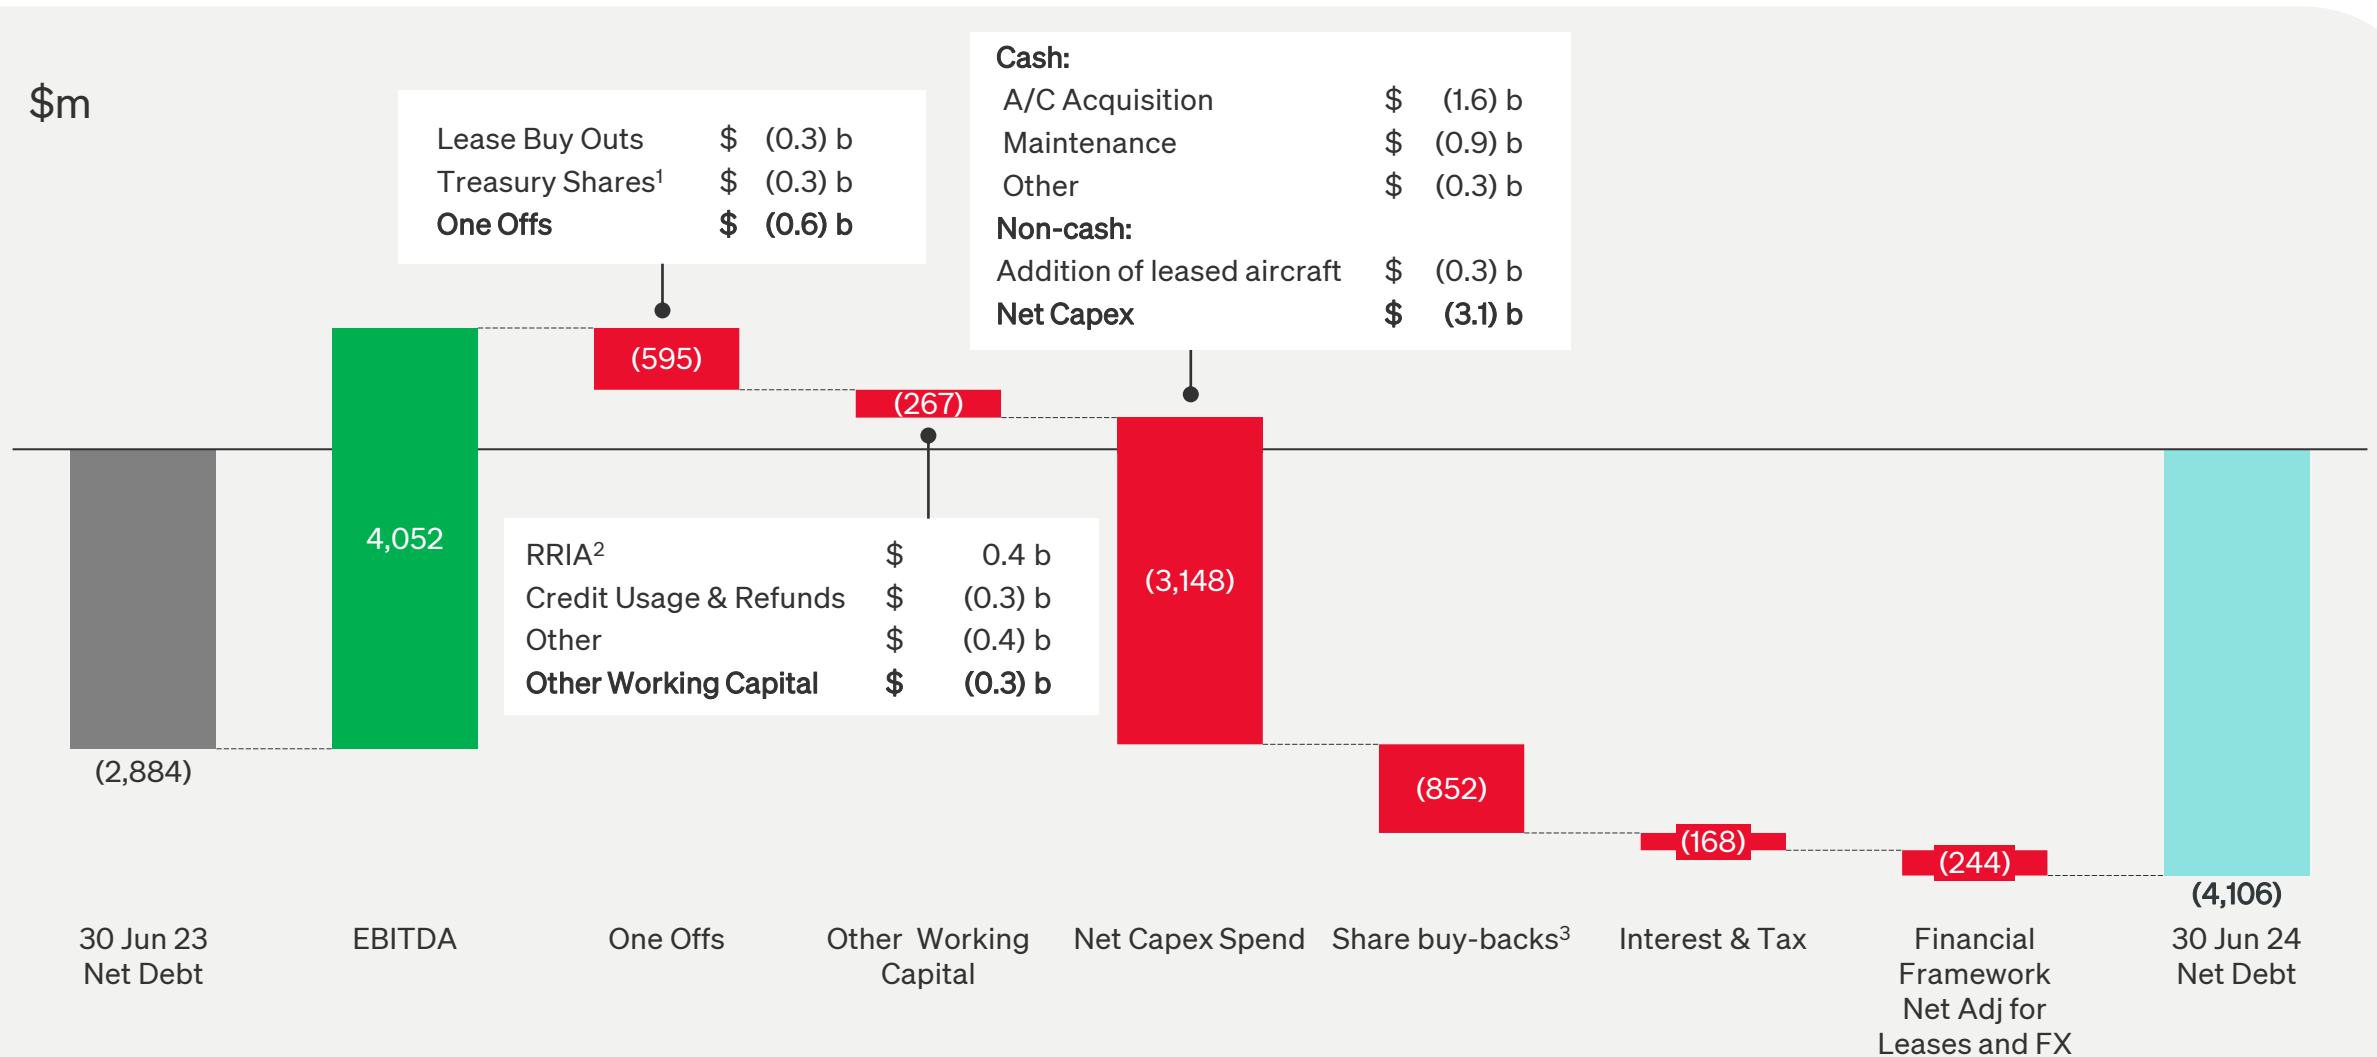 $m
Lease Buy Outs $ (0.3) b
Treasury Shares¹ $ (0.3) b
One Offs $ (0.6) b
Cash:
A/C Acquisition $ (1.6) b
Maintenance $ (0.9) b
Other $ (0.3) b
Non-cash:
Addition of leased aircraft $ (0.3) b
Net Capex $ (3.1) b
(595)
(267)
4,052
RRIA² $ 0.4 b
Credit Usage & Refunds $ (0.3) b
Other $ (0.4) b
Other Working Capital $ (0.3) b
(3,148)
(2,884)
(852)
(168)
(244)
(4,106)
30 Jun 23
Net Debt
EBITDA
One Offs
Other Working
Capital
Net Capex Spend
Share buy-backs³
Interest & Tax
Financial
Framework
Net Adj for
Leases and FX
30 Jun 24
Net Debt